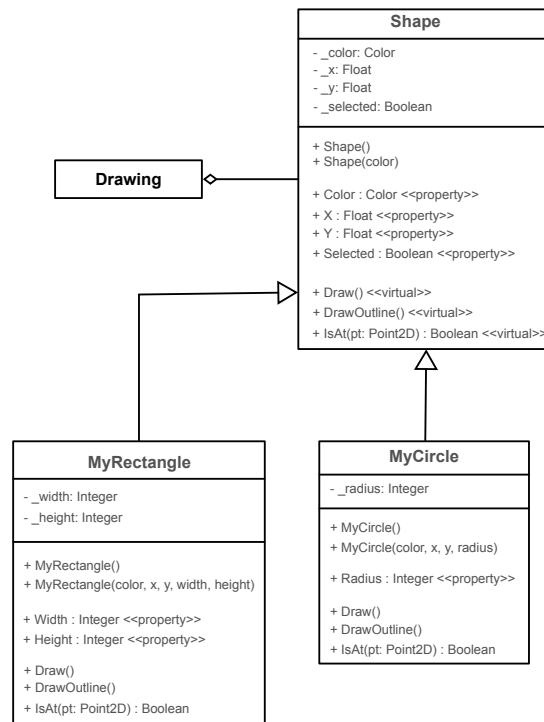 Shape
- _color: Color
- _x: Float
- _y: Float
- _selected: Boolean
+ Shape()
+ Shape(color)
+ Color : Color <<property>>
+ X : Float <<property>>
+ Y : Float <<property>>
+ Selected : Boolean <<property>>
+ Draw() <<virtual>>
+ DrawOutline() <<virtual>>
+ IsAt(pt: Point2D) : Boolean <<virtual>>
Drawing
MyRectangle
- _width: Integer
- _height: Integer
+ MyRectangle()
+ MyRectangle(color, x, y, width, height)
+ Width : Integer <<property>>
+ Height : Integer <<property>>
+ Draw()
+ DrawOutline()
+ IsAt(pt: Point2D) : Boolean
MyCircle
- _radius: Integer
+ MyCircle()
+ MyCircle(color, x, y, radius)
+ Radius : Integer <<property>>
+ Draw()
+ DrawOutline()
+ IsAt(pt: Point2D) : Boolean